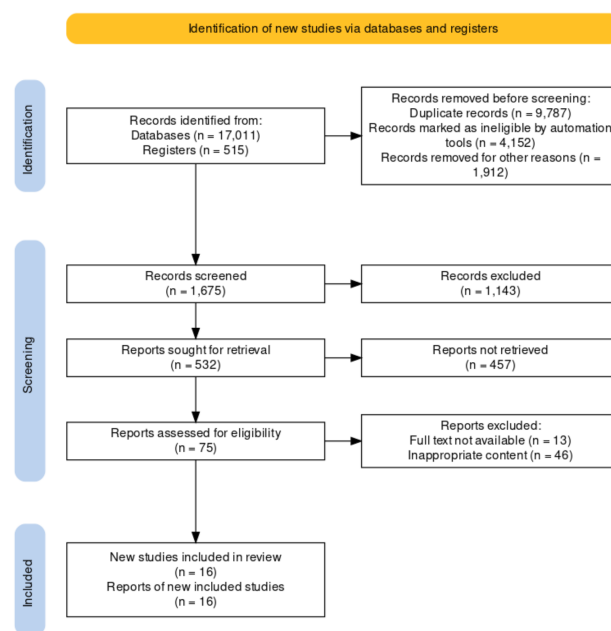 Identification of new studies via databases and registers
Identification
Records identified from:
Databases (n = 17,011)
Registers (n = 515)
Records removed before screening:
Duplicate records (n = 9,787)
Records marked as ineligible by automation
tools (n = 4,152)
Records removed for other reasons (n =
1,912)
Screening
Records screened
(n = 1,675)
Records excluded
(n = 1,143)
Reports sought for retrieval
(n = 532)
Reports not retrieved
(n = 457)
Reports assessed for eligibility
(n = 75)
Reports excluded:
Full text not available (n = 13)
Inappropriate content (n = 46)
Included
New studies included in review
(n = 16)
Reports of new included studies
(n = 16)